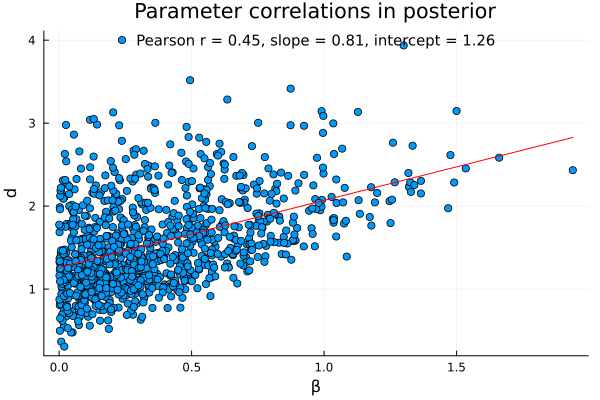 Parameter correlations in posterior
Pearson r = 0.45, slope = 0.81, intercept = 1.26
4
3
2
1
d
0.0 0.5 1.0 1.5
β